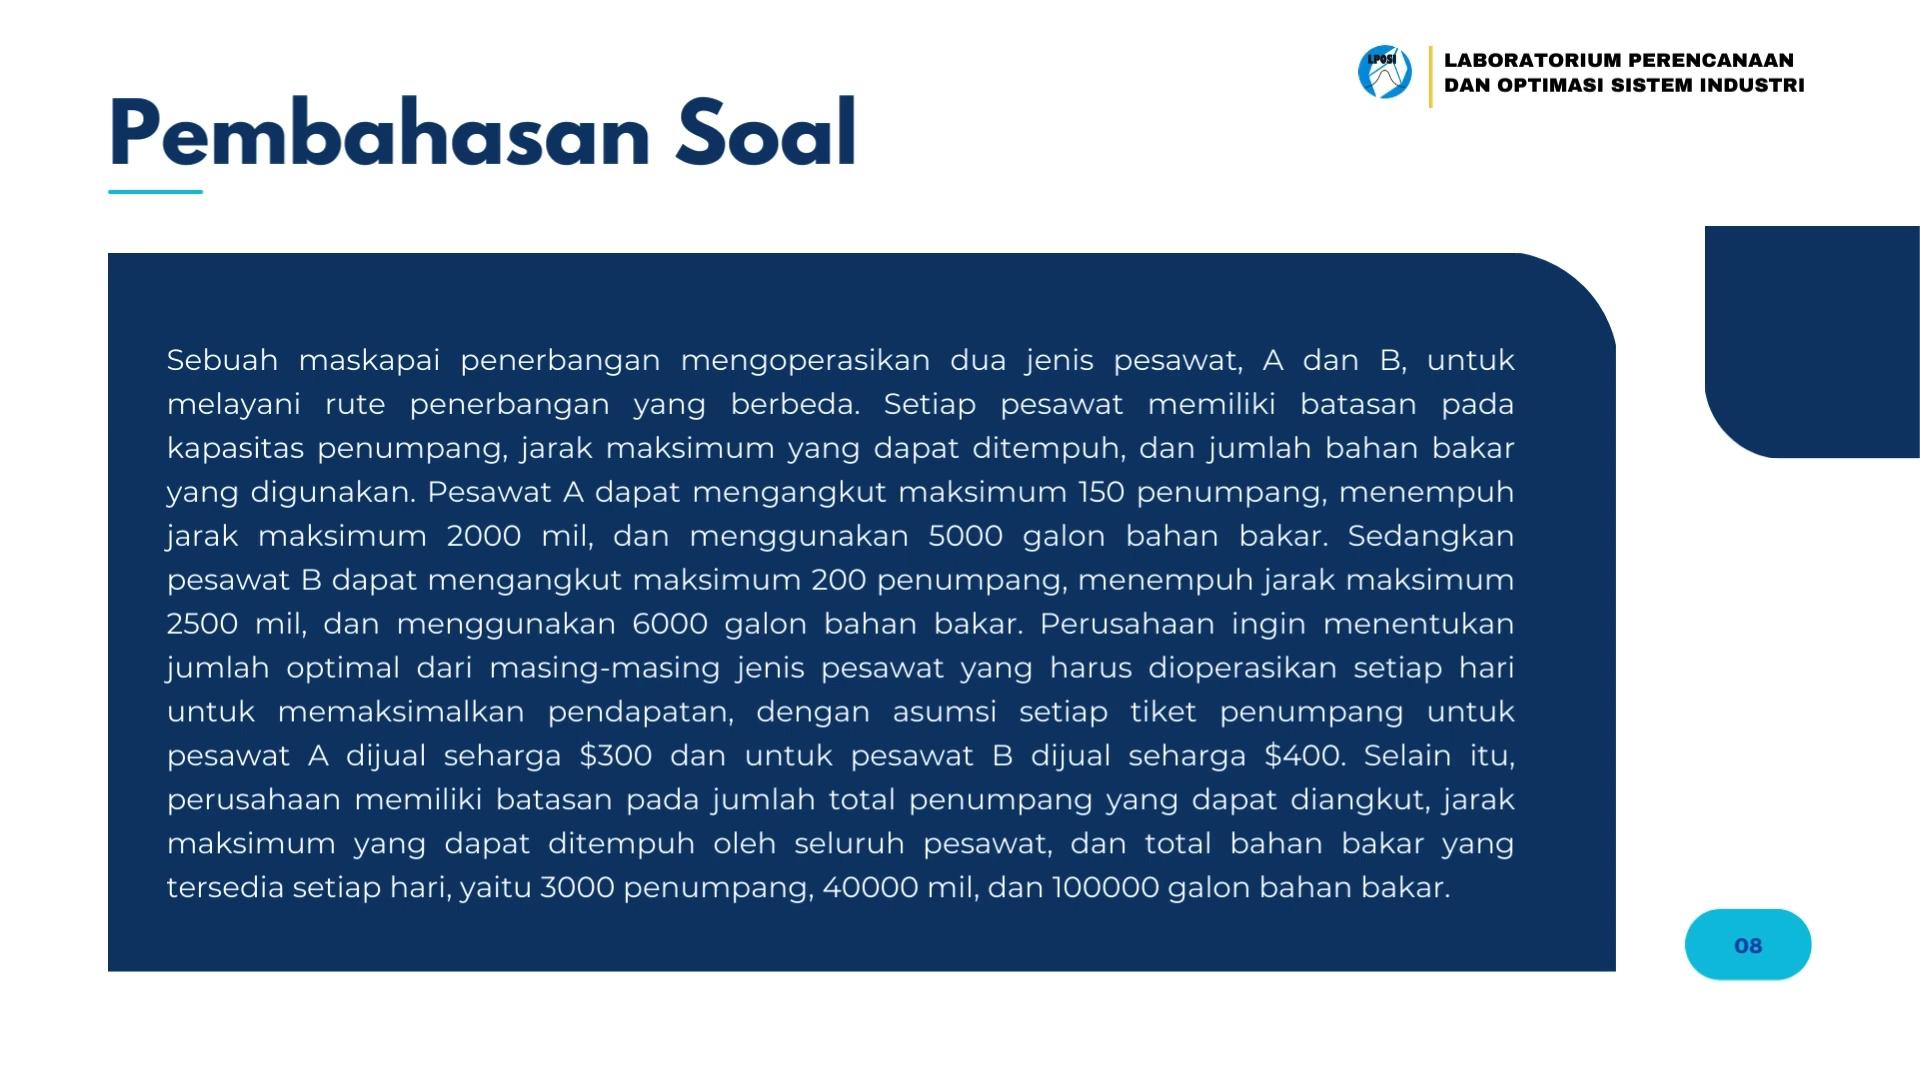 LPOSI
LABORATORIUM PERENCANAAN
DAN OPTIMASI SISTEM INDUSTRI
Pembahasan Soal
Sebuah maskapai penerbangan mengoperasikan dua jenis pesawat, A dan B, untuk
melayani rute penerbangan yang berbeda. Setiap pesawat memiliki batasan pada
kapasitas penumpang, jarak maksimum yang dapat ditempuh, dan jumlah bahan bakar
yang digunakan. Pesawat A dapat mengangkut maksimum 150 penumpang, menempuh
jarak maksimum 2000 mil, dan menggunakan 5000 galon bahan bakar. Sedangkan
pesawat B dapat mengangkut maksimum 200 penumpang, menempuh jarak maksimum
2500 mil, dan menggunakan 6000 galon bahan bakar. Perusahaan ingin menentukan
jumlah optimal dari masing-masing jenis pesawat yang harus dioperasikan setiap hari
untuk memaksimalkan pendapatan, dengan asumsi setiap tiket penumpang untuk
pesawat A dijual seharga $300 dan untuk pesawat B dijual seharga $400. Selain itu,
perusahaan memiliki batasan pada jumlah total penumpang yang dapat diangkut, jarak
maksimum yang dapat ditempuh oleh seluruh pesawat, dan total bahan bakar yang
tersedia setiap hari, yaitu 3000 penumpang, 40000 mil, dan 100000 galon bahan bakar.
08